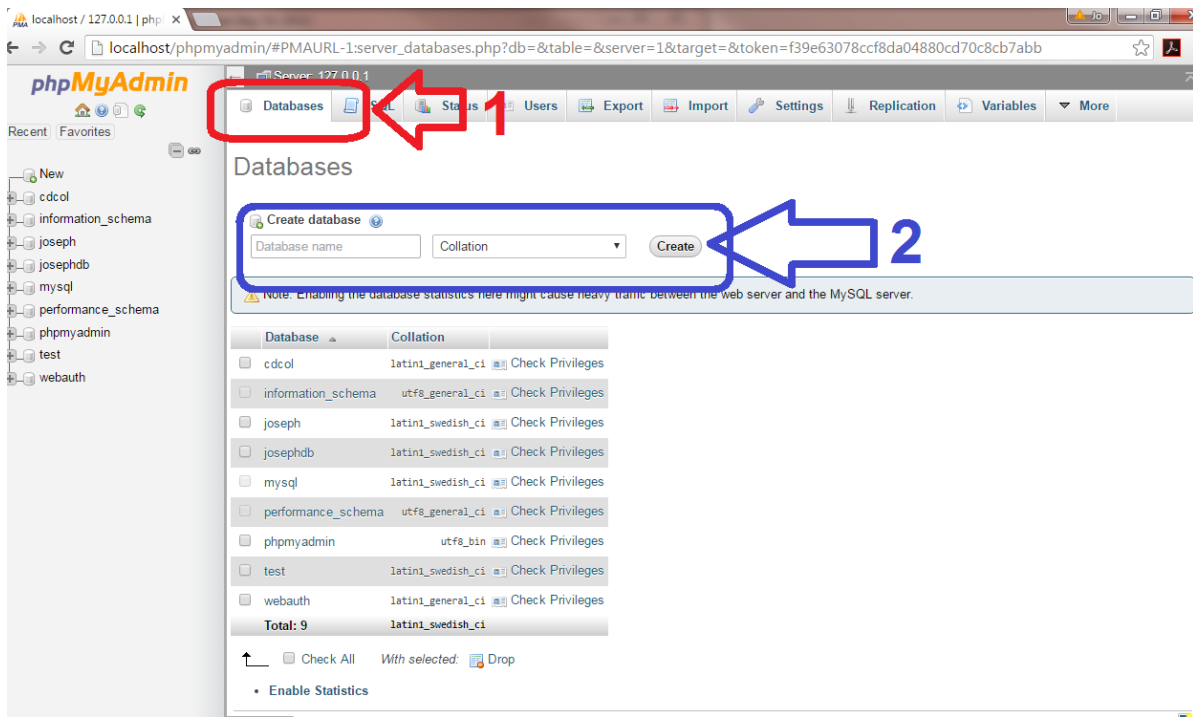 localhost / 127.0.0.1 | php
Jo
localhost/phpmyadmin/#PMAURL-1:server_databases.php?db=&table=&server=1&target=&token=f39e63078ccf8da04880cd70c8cb7abb
phpMyAdmin
Recent Favorites
New
cdcol
information_schema
joseph
josephdb
mysql
performance_schema
phpmyadmin
test
webauth
Server: 127.0.0.1
Databases SQL Status Users Export Import Settings Replication Variables More
1
Databases
Create database
Database name Collation Create
2
Note: Enabling the database statistics here might cause heavy traffic between the web server and the MySQL server.
Database Collation
cdcol latin1_general_ci Check Privileges
information_schema utf8_general_ci Check Privileges
joseph latin1_swedish_ci Check Privileges
josephdb latin1_swedish_ci Check Privileges
mysql latin1_swedish_ci Check Privileges
performance_schema utf8_general_ci Check Privileges
phpmyadmin utf8_bin Check Privileges
test latin1_swedish_ci Check Privileges
webauth latin1_general_ci Check Privileges
Total: 9 latin1_swedish_ci
Check All With selected: Drop
Enable Statistics